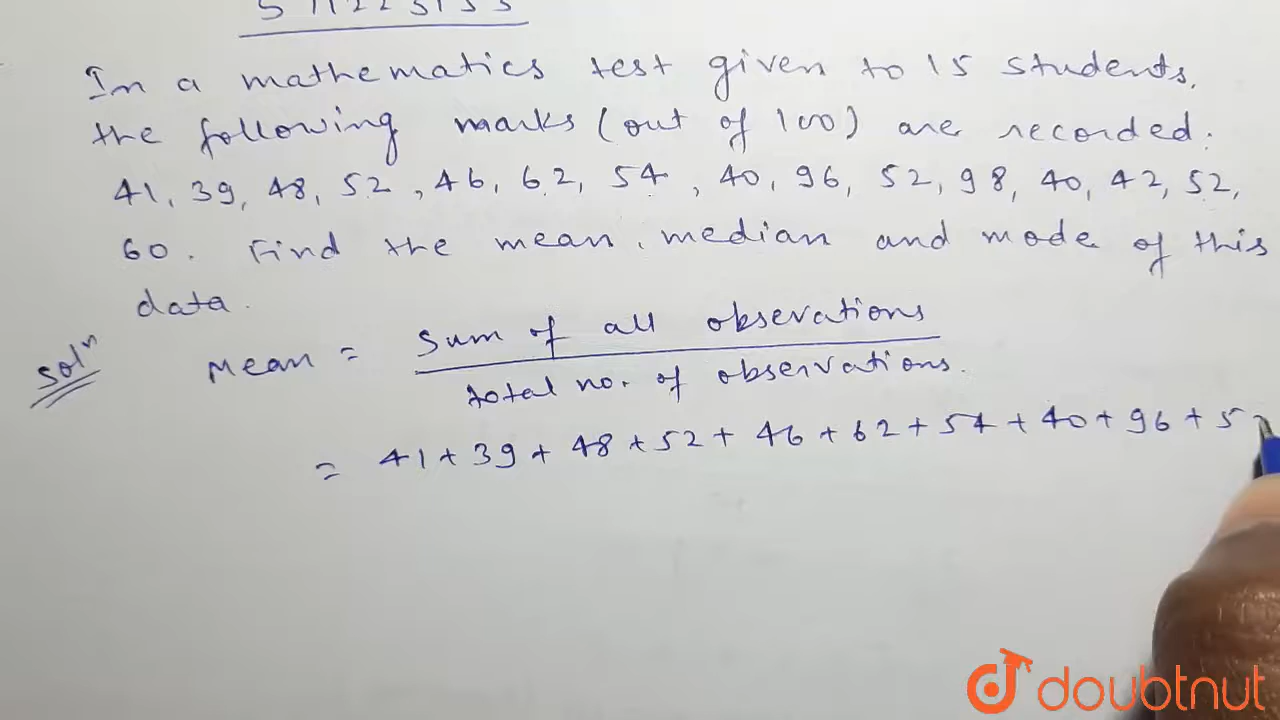 In a mathematics test given to 15 students,
the following marks (out of 100) are recorded:
41, 39, 48, 52, 46, 62, 54, 40, 96, 52, 98, 40, 42, 52,
60. Find the mean, median and mode of this
data.
Solⁿ
Mean = Sum of all obsevations
total no. of observations.
= 41 + 39 + 48 + 52 + 46 + 62 + 54 + 40 + 96 + 5
doubtnut